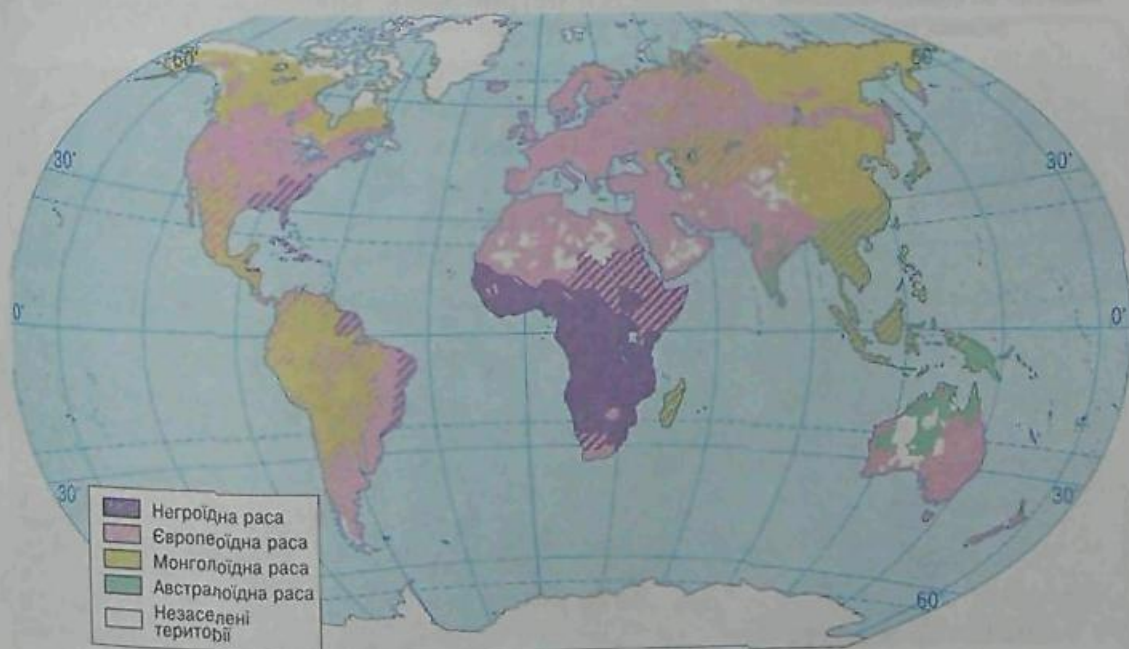 60°
60°
30°
30°
0°
0°
30°
30°
60°
Негроїдна раса
Європеоїдна раса
Монголоїдна раса
Австралоїдна раса
Незаселені
території